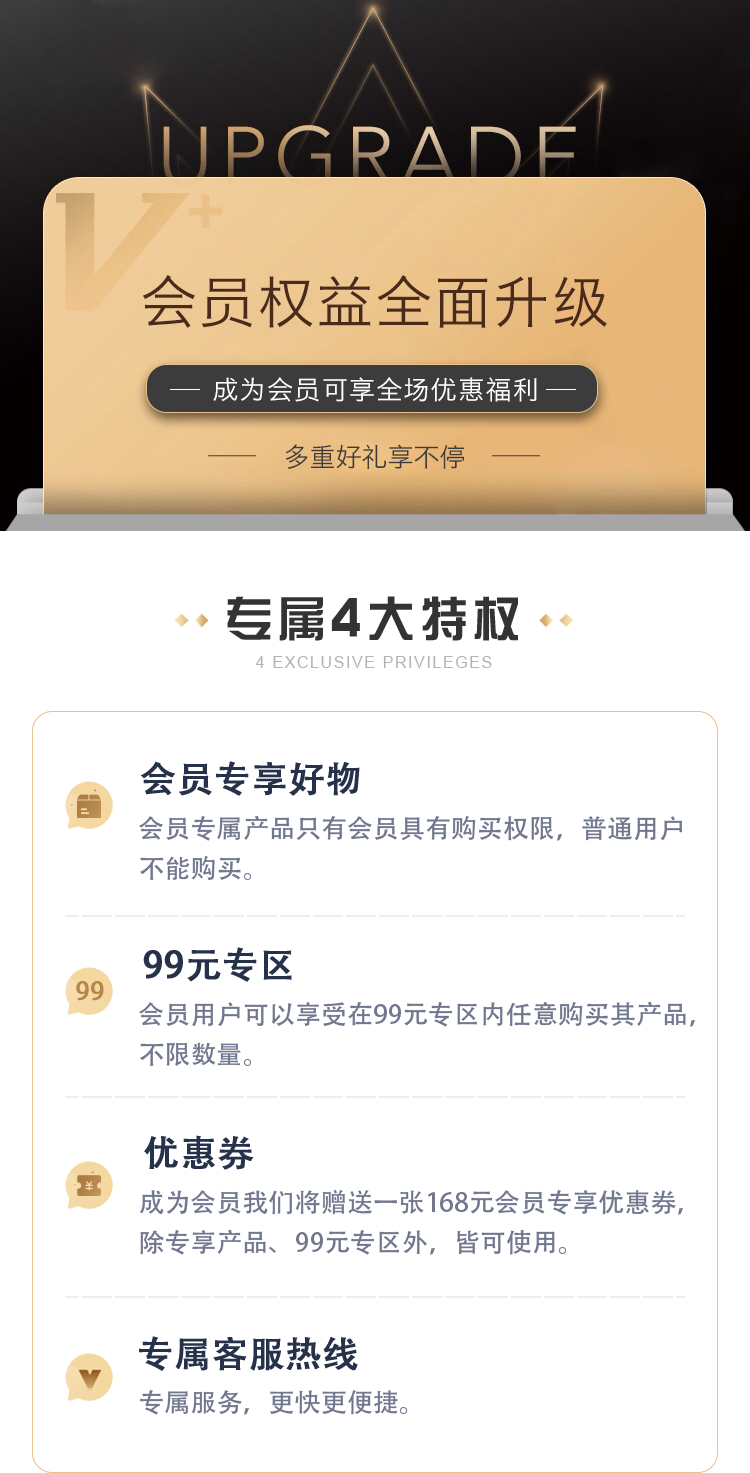 UPGRADE
V+
会员权益全面升级
成为会员可享全场优惠福利
多重好礼享不停
专属4大特权
4 EXCLUSIVE PRIVILEGES
会员专享好物
会员专属产品只有会员具有购买权限，普通用户
不能购买。
99元专区
99
会员用户可以享受在99元专区内任意购买其产品，
不限数量。
优惠券
¥
成为会员我们将赠送一张168元会员专享优惠券，
除专享产品、99元专区外，皆可使用。
专属客服热线
V
专属服务，更快更便捷。